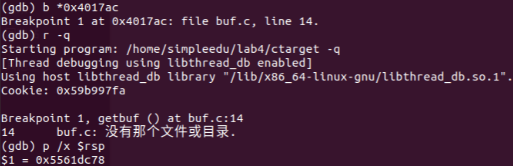 (gdb) b *0x4017ac
Breakpoint 1 at 0x4017ac: file buf.c, line 14.
(gdb) r -q
Starting program: /home/simpleedu/lab4/ctarget -q
[Thread debugging using libthread_db enabled]
Using host libthread_db library "/lib/x86_64-linux-gnu/libthread_db.so.1".
Cookie: 0x59b997fa
Breakpoint 1, getbuf () at buf.c:14
14 buf.c: 没有那个文件或目录.
(gdb) p /x $rsp
$1 = 0x5561dc78